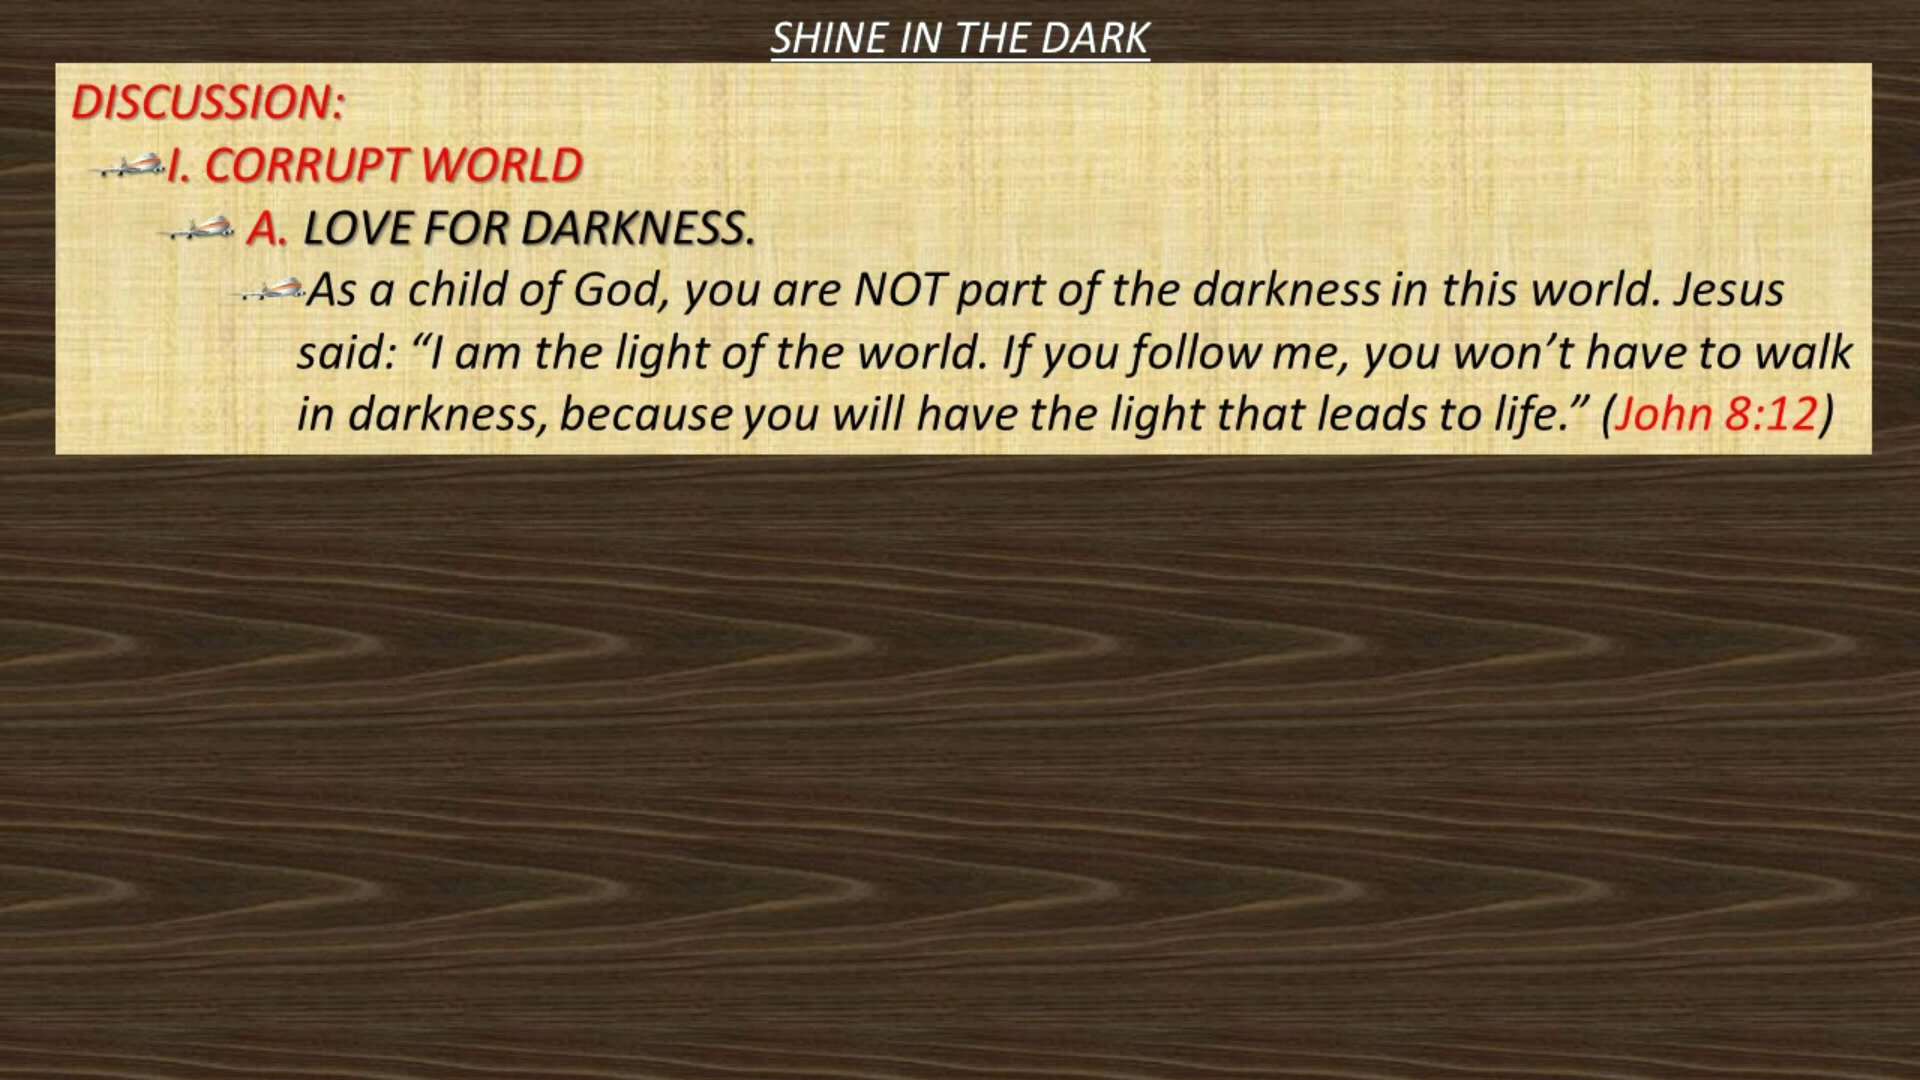 SHINE IN THE DARK
DISCUSSION:
I. CORRUPT WORLD
A. LOVE FOR DARKNESS.
As a child of God, you are NOT part of the darkness in this world. Jesus
said: “I am the light of the world. If you follow me, you won’t have to walk
in darkness, because you will have the light that leads to life.” (John 8:12)